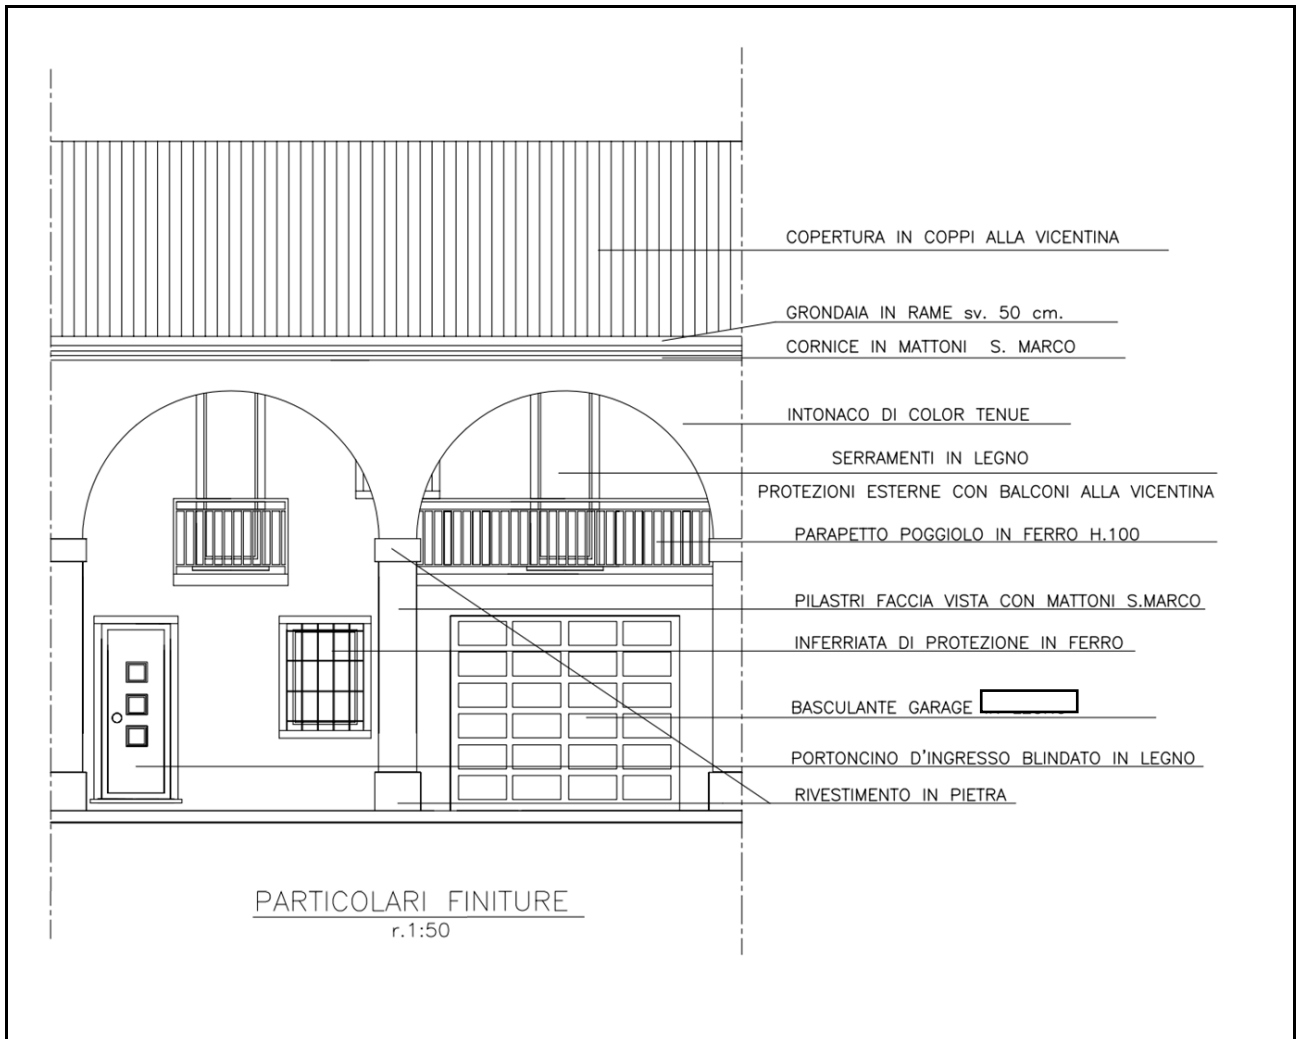 COPERTURA IN COPPI ALLA VICENTINA
GRONDAIA IN RAME sv. 50 cm.
CORNICE IN MATTONI S. MARCO
INTONACO DI COLOR TENUE
SERRAMENTI IN LEGNO
PROTEZIONI ESTERNE CON BALCONI ALLA VICENTINA
PARAPETTO POGGIOLO IN FERRO H.100
PILASTRI FACCIA VISTA CON MATTONI S.MARCO
INFERRIATA DI PROTEZIONE IN FERRO
BASCULANTE GARAGE
PORTONCINO D'INGRESSO BLINDATO IN LEGNO
RIVESTIMENTO IN PIETRA
PARTICOLARI FINITURE
r.1:50